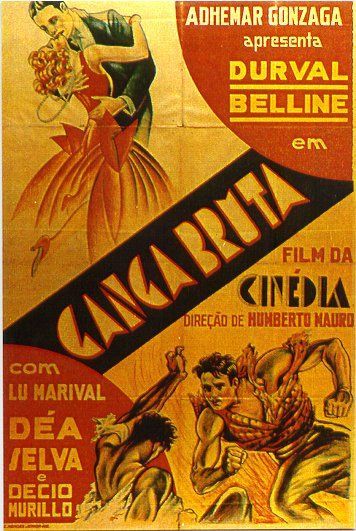 ADHEMAR GONZAGA
apresenta
DURVAL
BELLINE
em
GANGA BRUTA
FILM DA
CINÉDIA
DIREÇÃO DE HUMBERTO MAURO
com
LU MARIVAL
DÉA
SELVA
e
DECIO
MURILLO